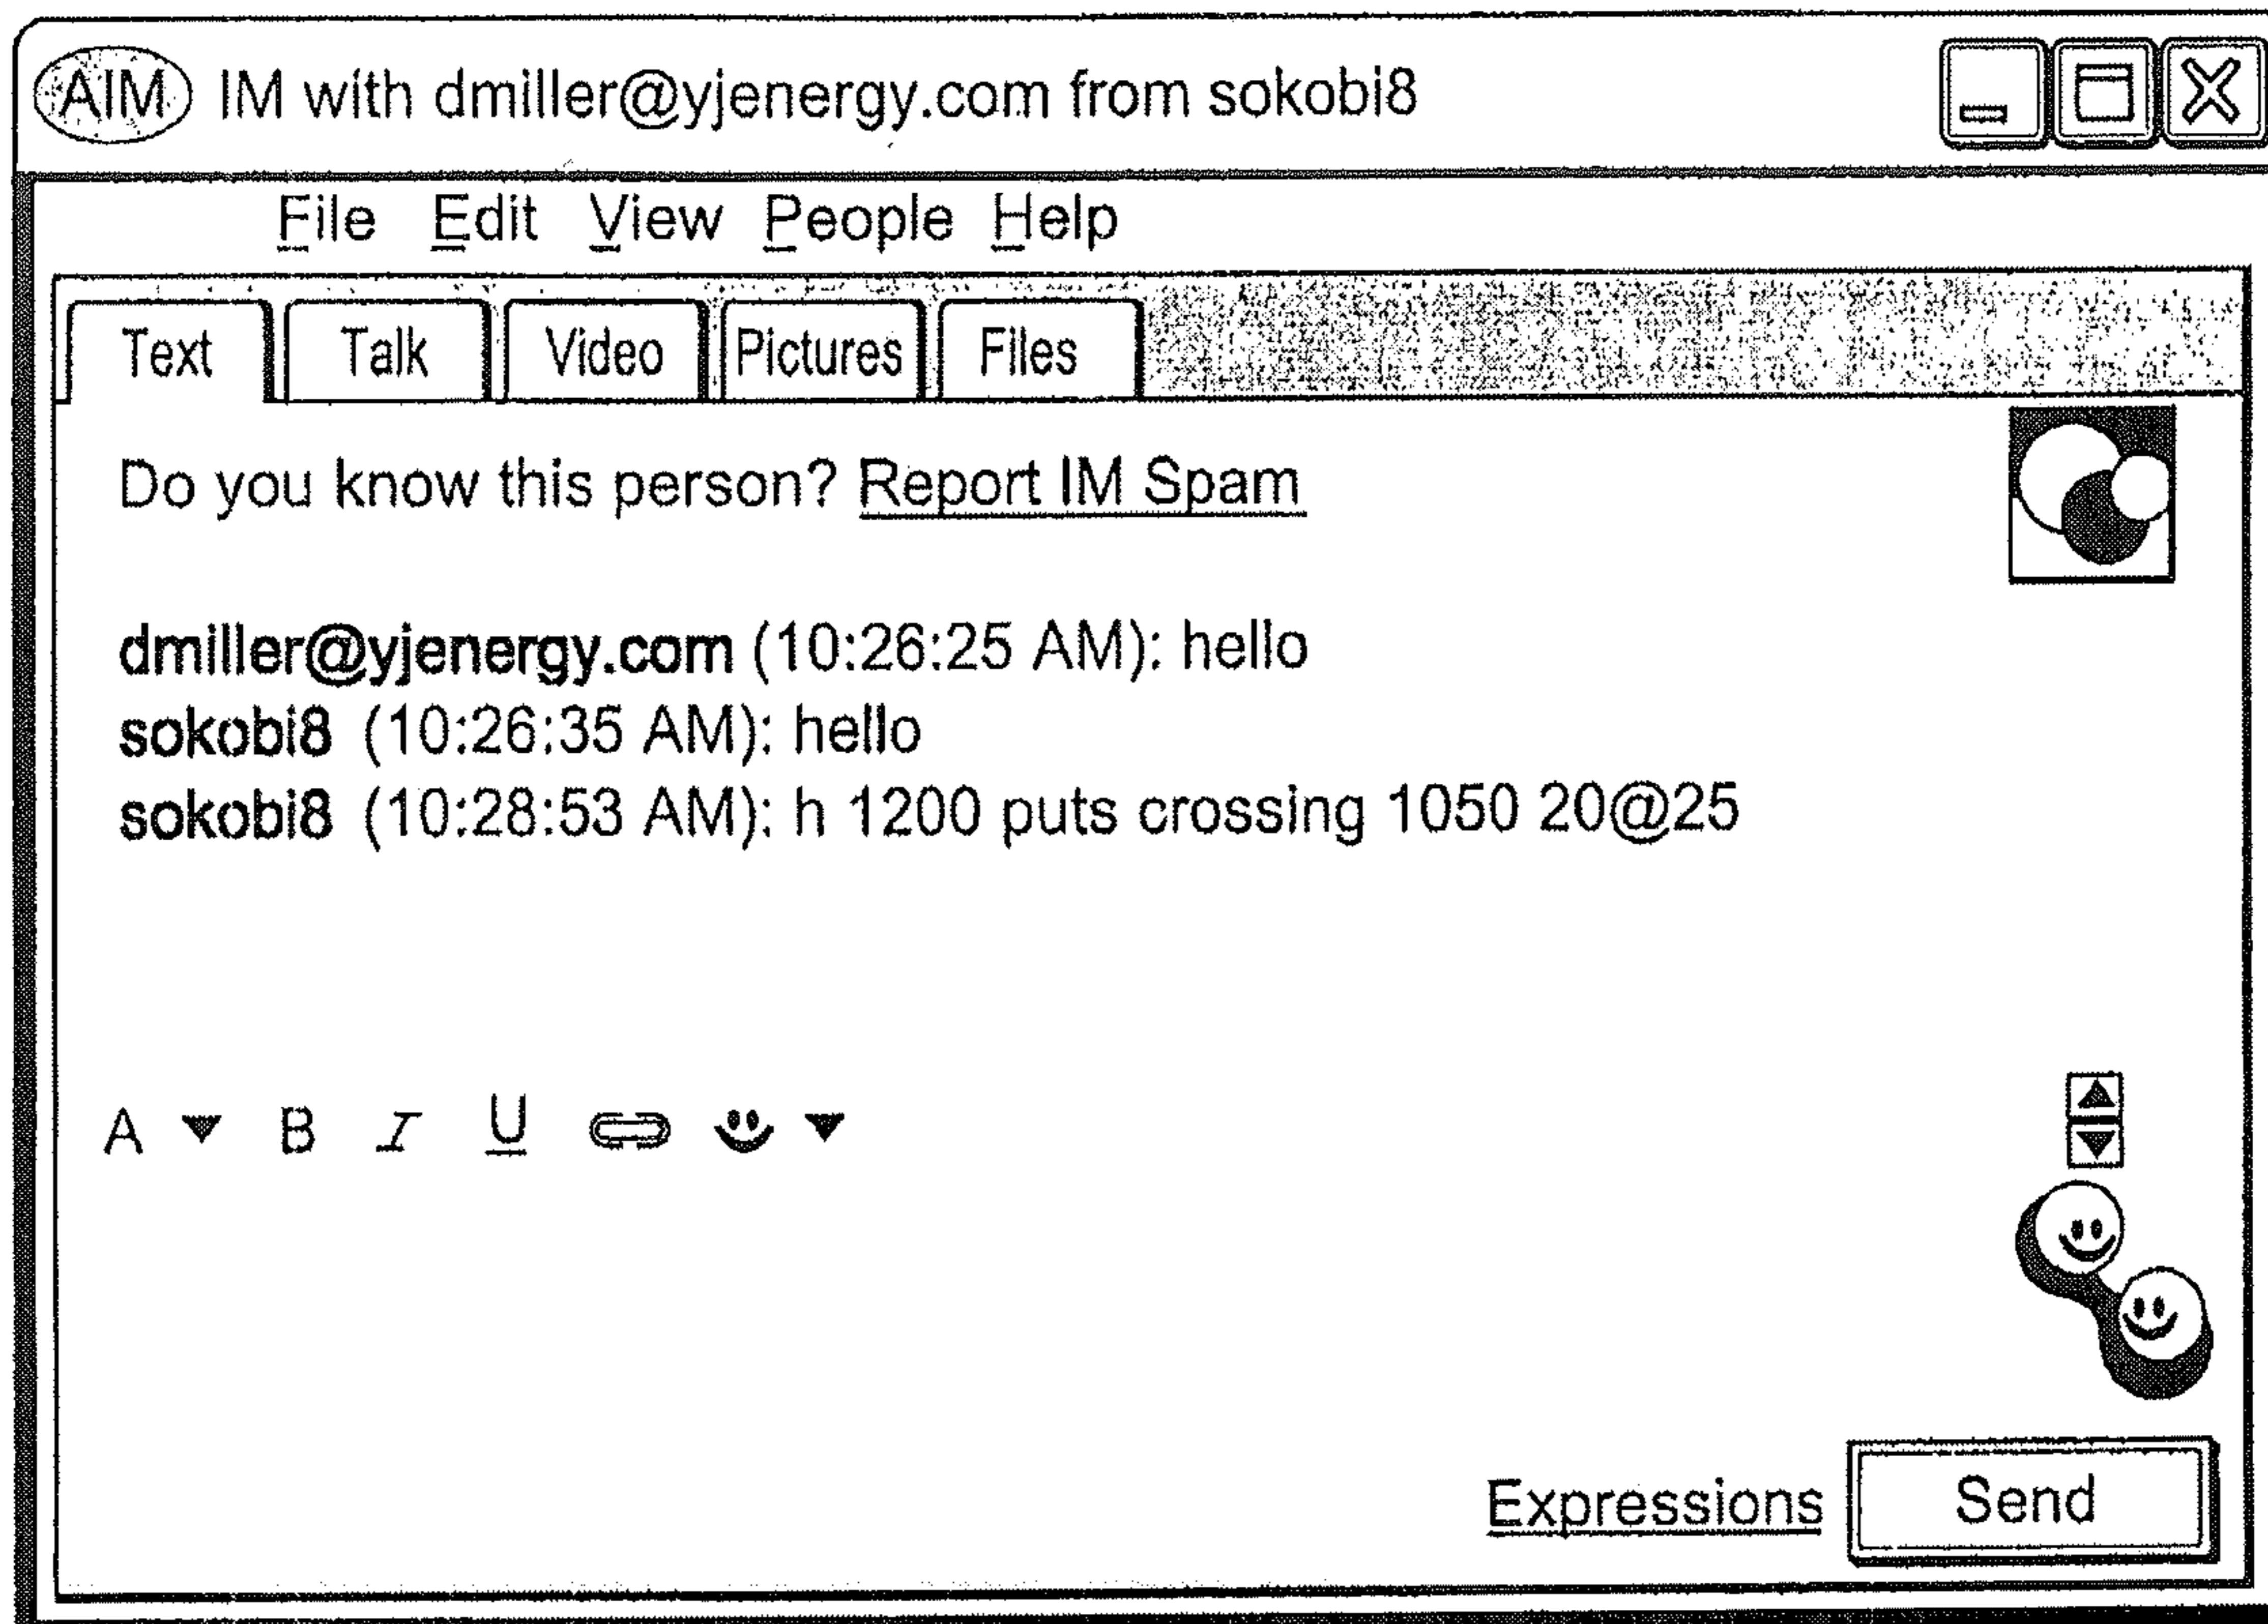 AIM IM with dmiller@yjenergy.com from sokobi8
File Edit View People Help
Text Talk Video Pictures Files
Do you know this person? Report IM Spam
dmiller@yjenergy.com (10:26:25 AM): hello
sokobi8 (10:26:35 AM): hello
sokobi8 (10:28:53 AM): h 1200 puts crossing 1050 20@25
A B I U
Expressions Send